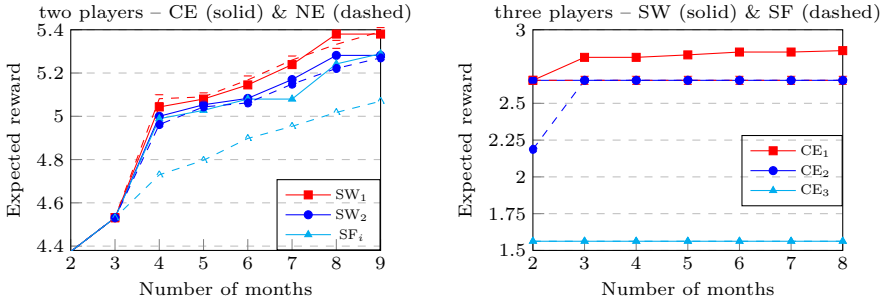 two players – CE (solid) & NE (dashed)
5.4
5.2
5
4.8
4.6
4.4
Expected reward
SW1
SW2
SFi
2 3 4 5 6 7 8 9
Number of months
three players – SW (solid) & SF (dashed)
3
2.75
2.5
2.25
2
1.75
1.5
Expected reward
CE1
CE2
CE3
2 3 4 5 6 7 8
Number of months